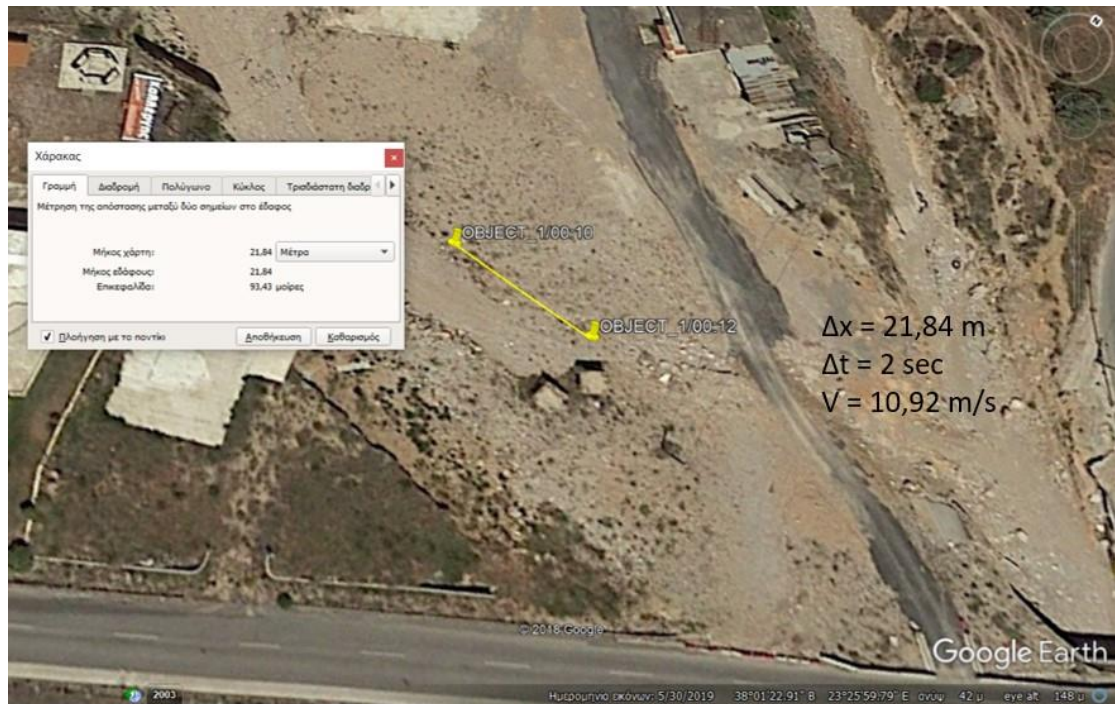 Χάρακας
Γραμμή Διαδρομή Πολύγωνο Κύκλος Τρισδιάστατη διαδρ
Μέτρηση της απόστασης μεταξύ δύο σημείων στο έδαφος
Μήκος χάρτη: 21,84 Μέτρα
Μήκος εδάφους: 21,84
Επικεφαλίδα: 93,43 μοίρες
Πλοήγηση με το ποντίκι Αποθήκευση Καθαρισμός
OBJECT_1/00:10
OBJECT_1/00:12
Δx = 21,84 m
Δt = 2 sec
V = 10,92 m/s
© 2018 Google
Google Earth
2003 Ημερομηνία εικόνων: 5/30/2019 38°01'22.91" Β 23°25'59.79" Ε ανύψ 42 μ eye alt 148 μ